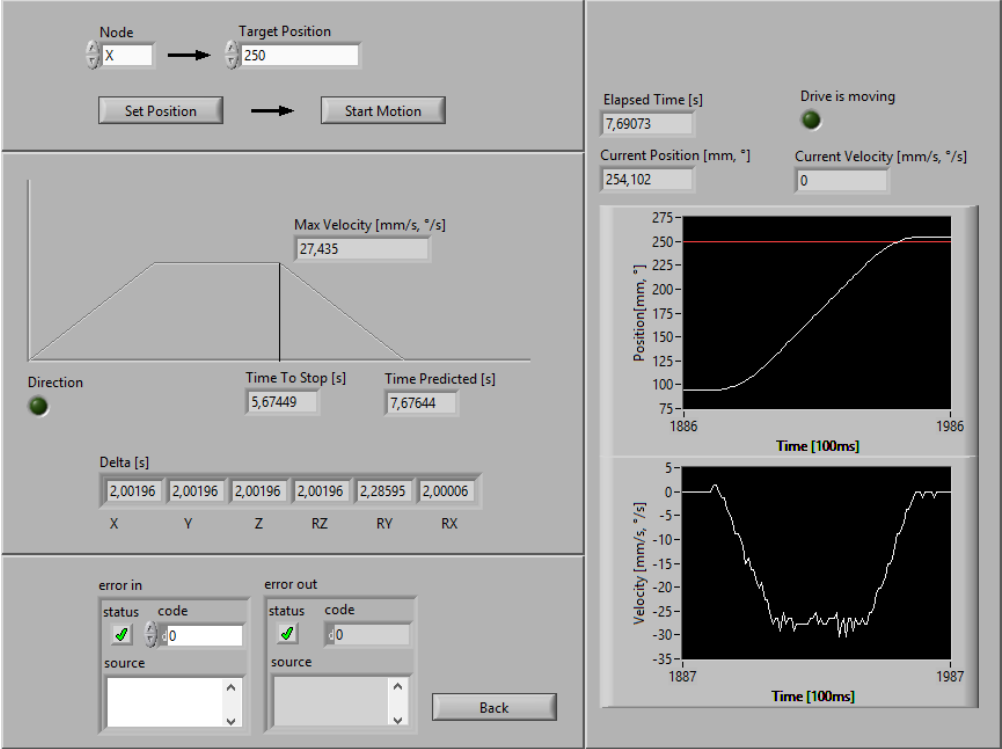 Node
Target Position
X
250
Set Position
Start Motion
Max Velocity [mm/s, °/s]
27,435
Direction
Time To Stop [s]
Time Predicted [s]
5,67449
7,67644
Delta [s]
2,00196 2,00196 2,00196 2,00196 2,28595 2,00006
X Y Z RZ RY RX
error in
error out
status code
status code
d0
d0
source
source
Back
Elapsed Time [s]
Drive is moving
7,69073
Current Position [mm, °]
Current Velocity [mm/s, °/s]
254,102
0
Position[mm, °]
275
250
225
200
175
150
125
100
75
1886
1986
Time [100ms]
Velocity [mm/s, °/s]
5
0
-5
-10
-15
-20
-25
-30
-35
1887
1987
Time [100ms]